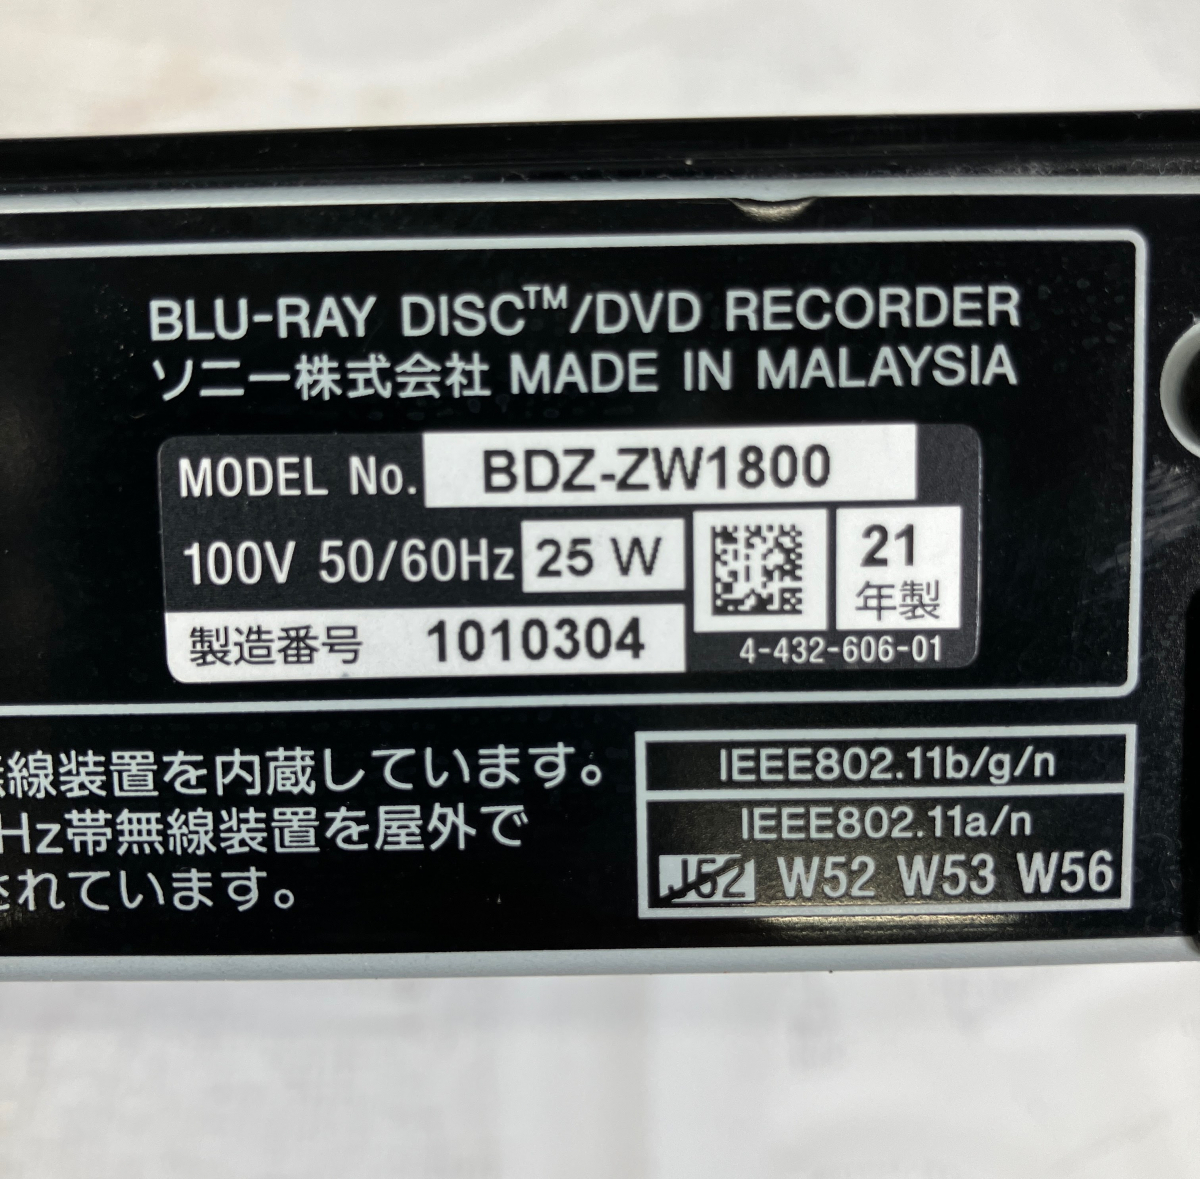 BLU-RAY DISC™/DVD RECORDER
ソニー株式会社 MADE IN MALAYSIA
MODEL No. BDZ-ZW1800
100V 50/60Hz 25 W
21
年製
製造番号 1010304
4-432-606-01
無線装置を内蔵しています。
Hz帯無線装置を屋外で
されています。
IEEE802.11b/g/n
IEEE802.11a/n
J52 W52 W53 W56